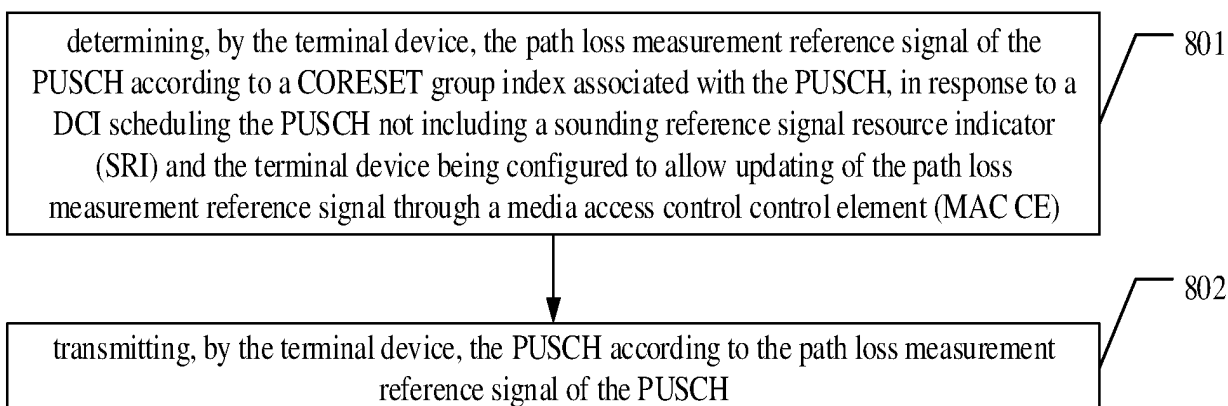 determining, by the terminal device, the path loss measurement reference signal of the
PUSCH according to a CORESET group index associated with the PUSCH, in response to a
DCI scheduling the PUSCH not including a sounding reference signal resource indicator
(SRI) and the terminal device being configured to allow updating of the path loss
measurement reference signal through a media access control control element (MAC CE)
801
transmitting, by the terminal device, the PUSCH according to the path loss measurement
reference signal of the PUSCH
802